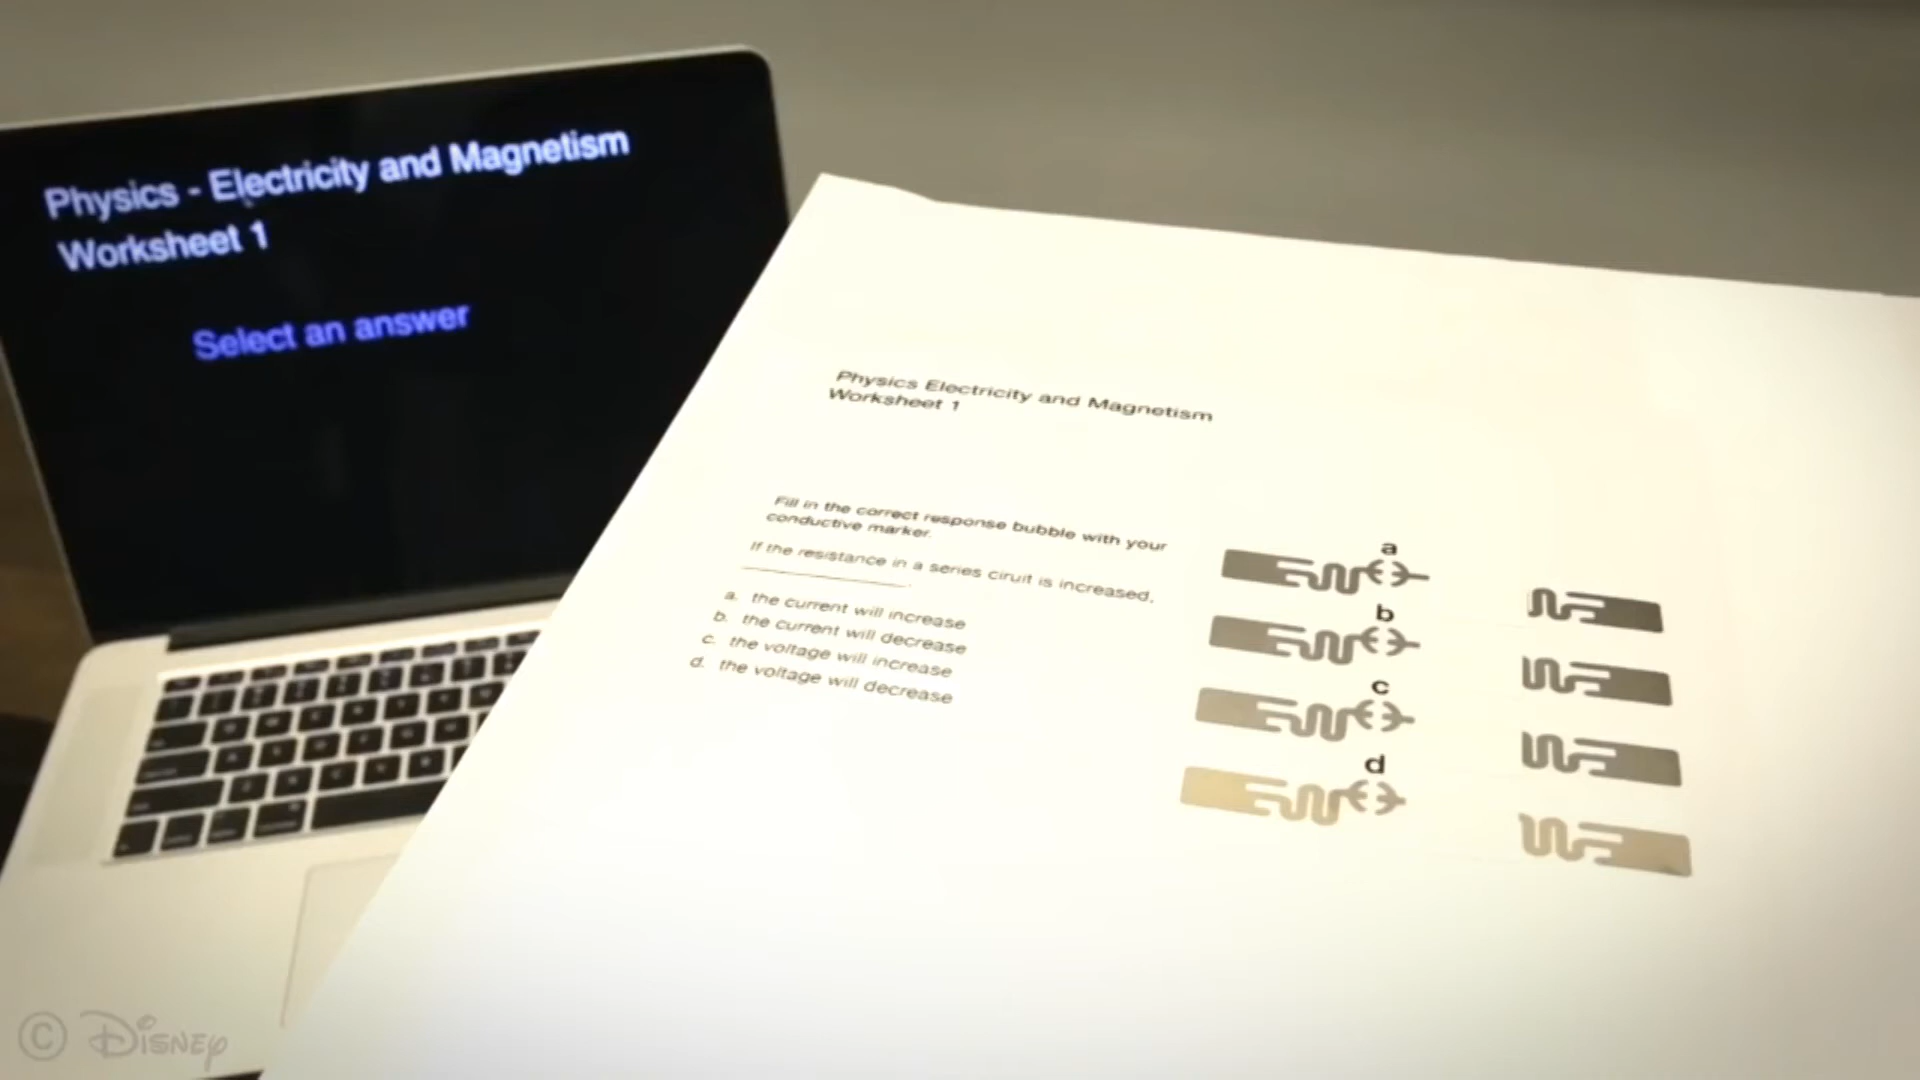 Physics - Electricity and Magnetism
Worksheet 1
Select an answer
Physics Electricity and Magnetism
Worksheet 1
Fill in the correct response bubble with your
conductive marker.
If the resistance in a series ciruit is increased,
____________.
a. the current will increase
b. the current will decrease
c. the voltage will increase
d. the voltage will decrease
a
b
c
d
© Disney